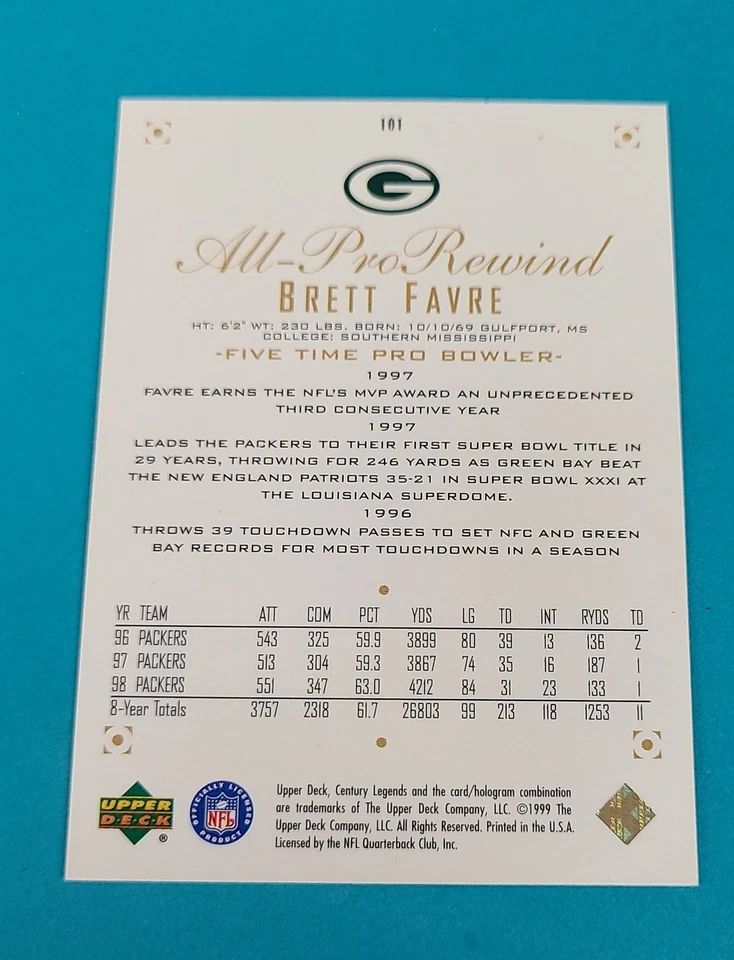 101
G
All-Pro Rewind
BRETT FAVRE
HT: 6'2" WT: 230 LBS. BORN: 10/10/69 GULFPORT, MS
COLLEGE: SOUTHERN MISSISSIPPI
-FIVE TIME PRO BOWLER-
1997
FAVRE EARNS THE NFL'S MVP AWARD AN UNPRECEDENTED
THIRD CONSECUTIVE YEAR
1997
LEADS THE PACKERS TO THEIR FIRST SUPER BOWL TITLE IN
29 YEARS, THROWING FOR 246 YARDS AS GREEN BAY BEAT
THE NEW ENGLAND PATRIOTS 35-21 IN SUPER BOWL XXXI AT
THE LOUISIANA SUPERDOME.
1996
THROWS 39 TOUCHDOWN PASSES TO SET NFC AND GREEN
BAY RECORDS FOR MOST TOUCHDOWNS IN A SEASON
YR TEAM ATT COM PCT YDS LG TD INT RYDS TD
96 PACKERS 543 325 59.9 3899 80 39 13 136 2
97 PACKERS 513 304 59.3 3867 74 35 16 187 1
98 PACKERS 551 347 63.0 4212 84 31 23 133 1
8-Year Totals 3757 2318 61.7 26803 99 213 118 1253 11
UPPER
D·E·C·K
®
OFFICIALLY LICENSED
NFL
PRODUCT
Upper Deck, Century Legends and the card/hologram combination
are trademarks of The Upper Deck Company, LLC. ©1999 The
Upper Deck Company, LLC. All Rights Reserved. Printed in the U.S.A.
Licensed by the NFL Quarterback Club, Inc.